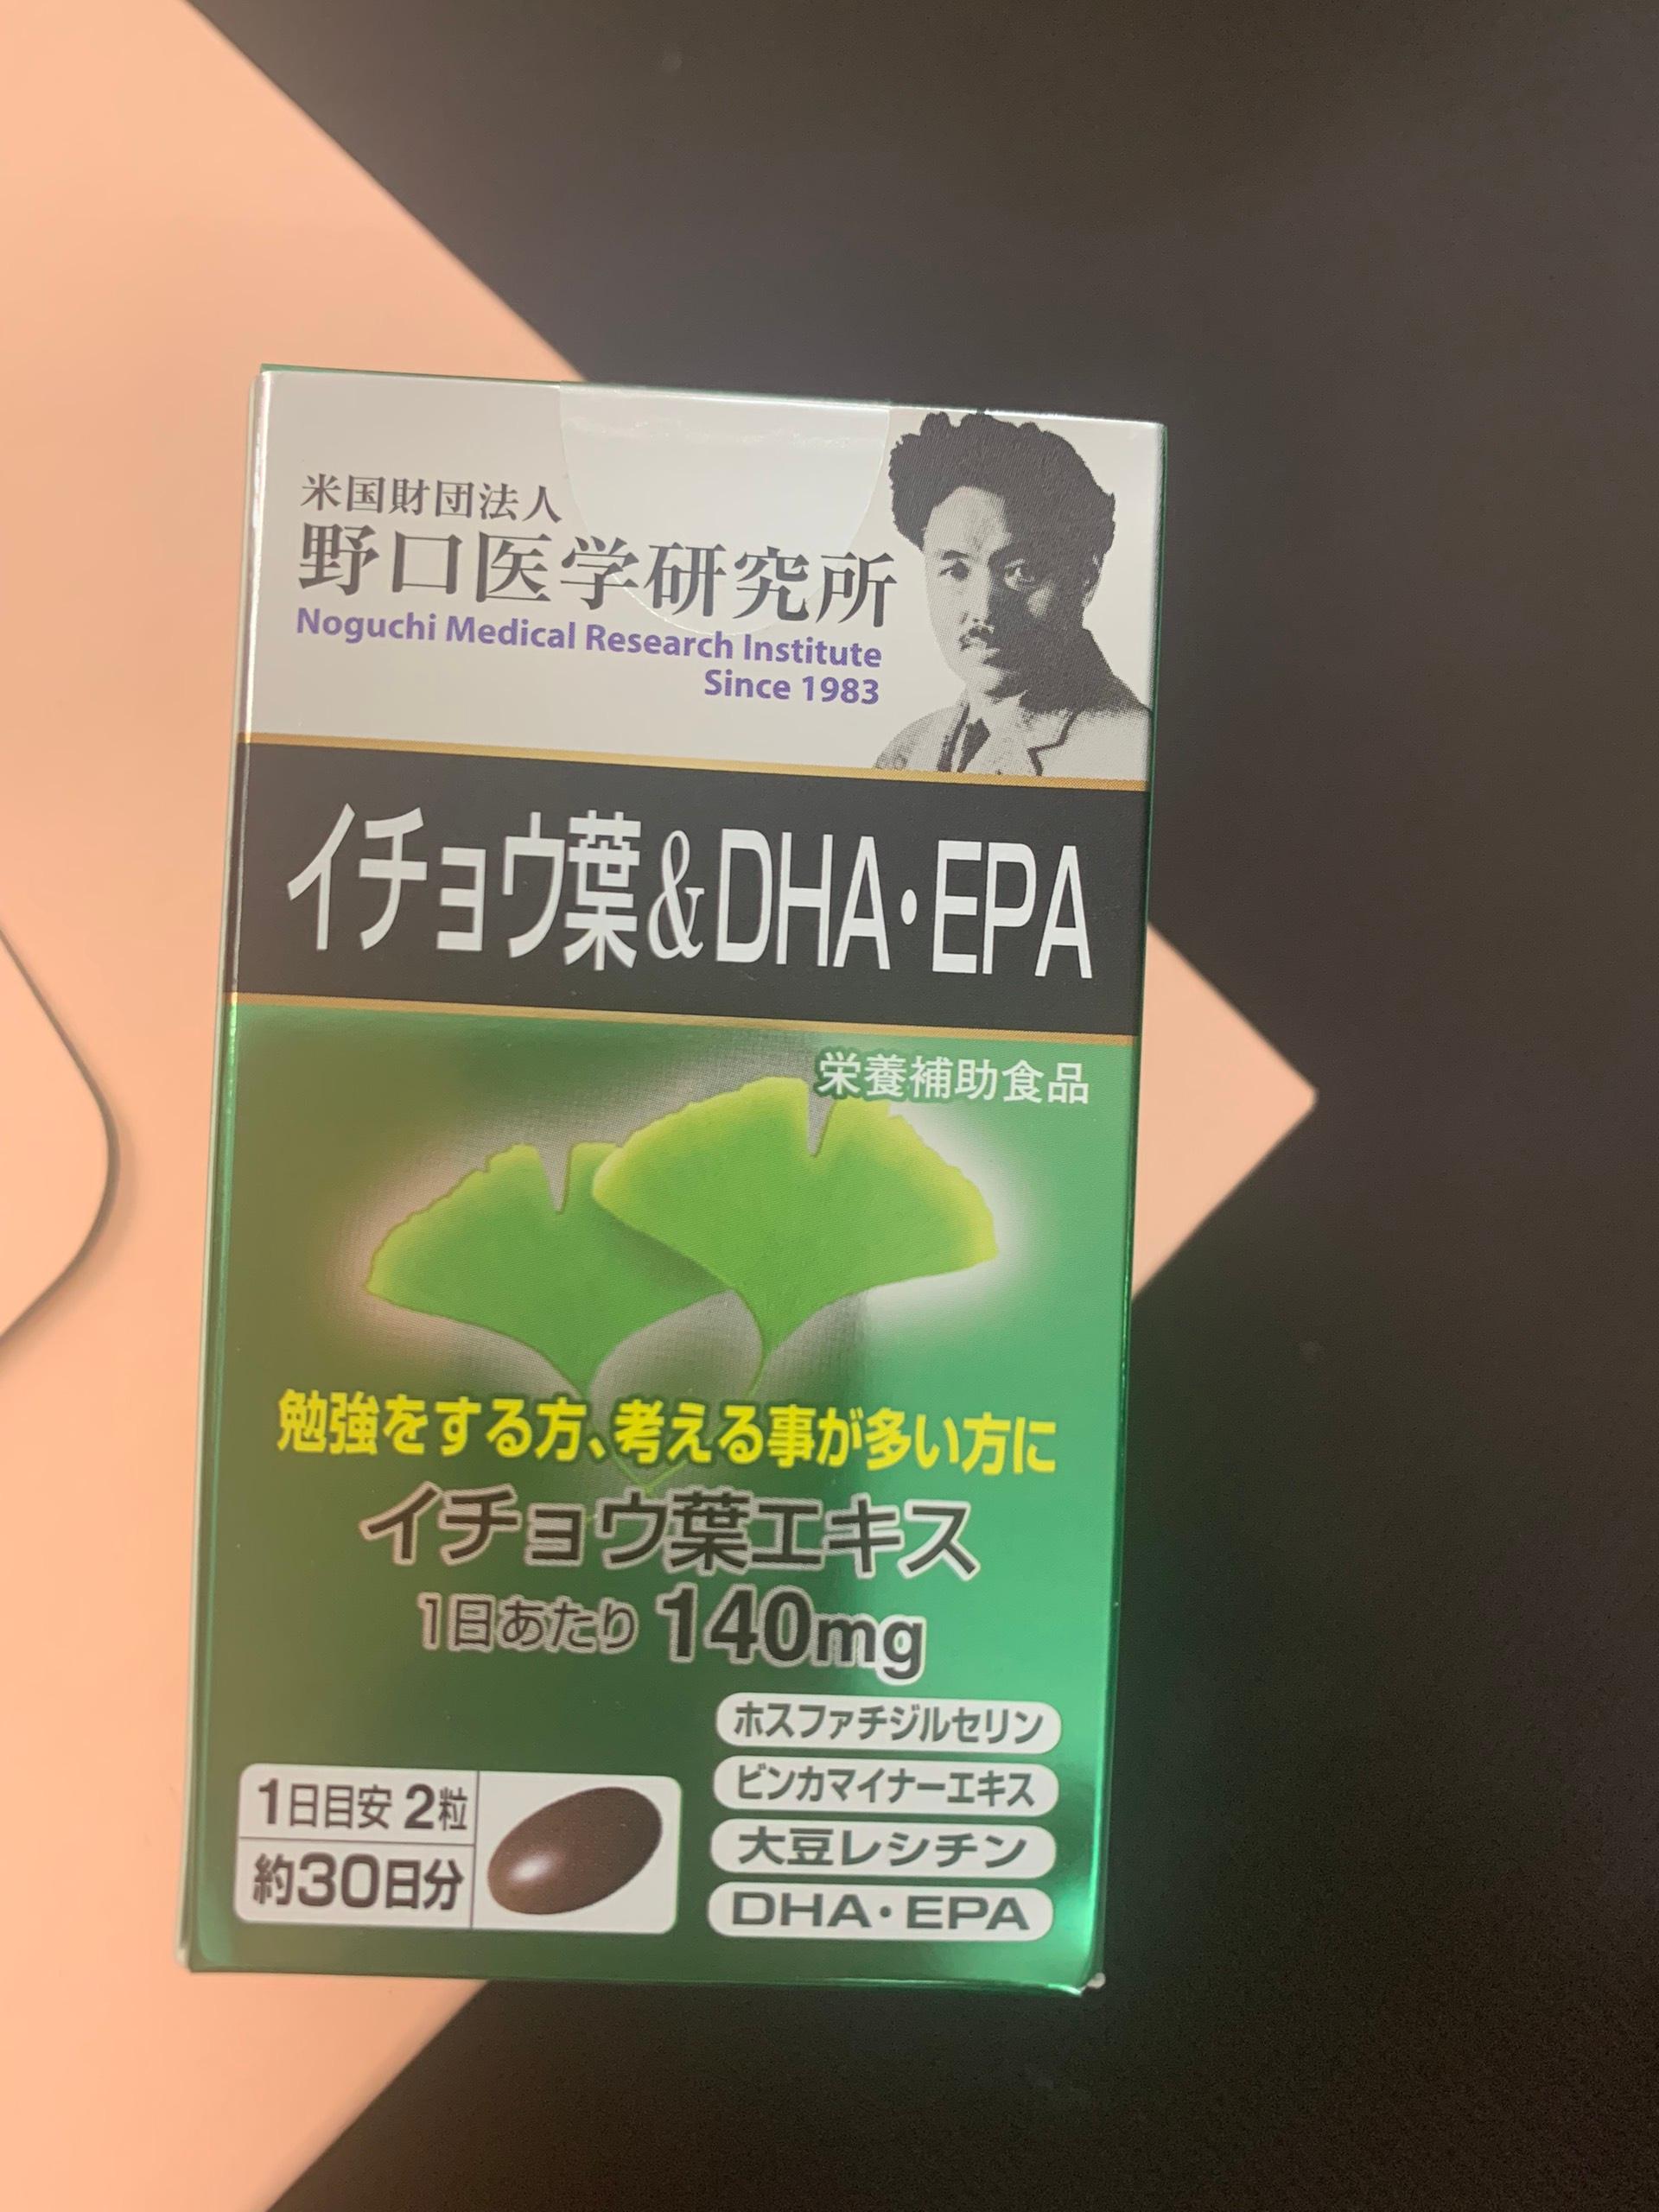 米国財団法人
野口医学研究所
Noguchi Medical Research Institute
Since 1983
イチョウ葉&DHA・EPA
栄養補助食品
勉強をする方、考える事が多い方に
イチョウ葉エキス
1日あたり 140mg
ホスファチジルセリン
ビンカマイナーエキス
大豆レシチン
DHA・EPA
1日目安 2粒
約30日分